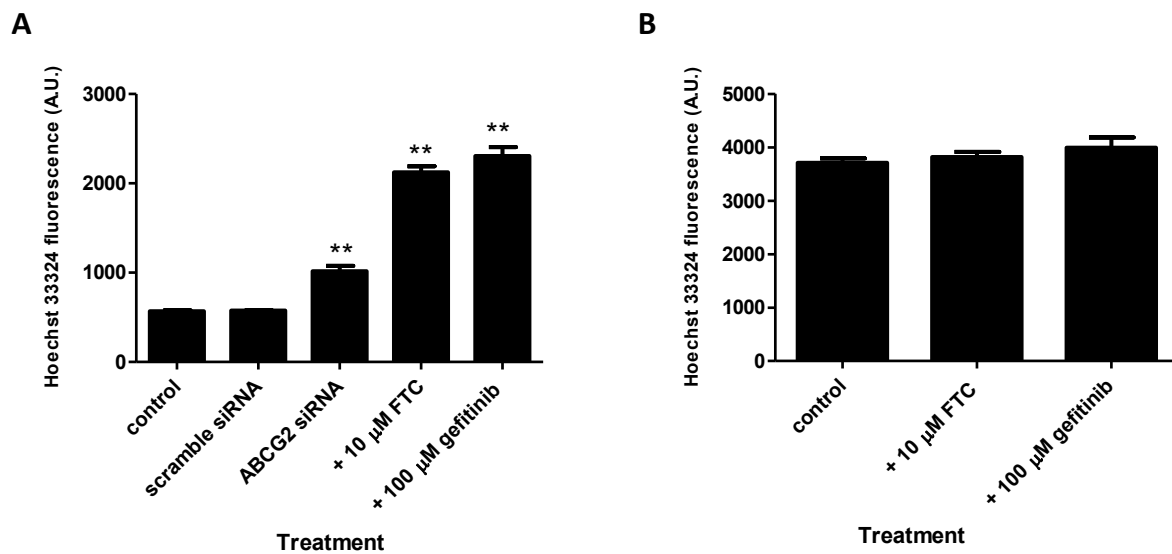 A
Hoechst 33324 fluorescence (A.U.)
3000
2000
1000
0
**
**
**
control
scramble siRNA
ABCG2 siRNA
+ 10 µM FTC
+ 100 µM gefitinib
Treatment
B
Hoechst 33324 fluorescence (A.U.)
5000
4000
3000
2000
1000
0
control
+ 10 µM FTC
+ 100 µM gefitinib
Treatment